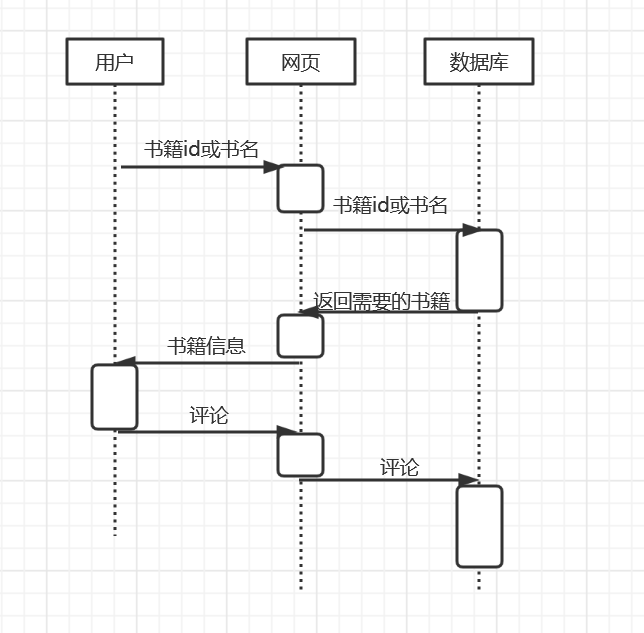 用户
网页
数据库
书籍id或书名
书籍id或书名
返回需要的书籍
书籍信息
评论
评论